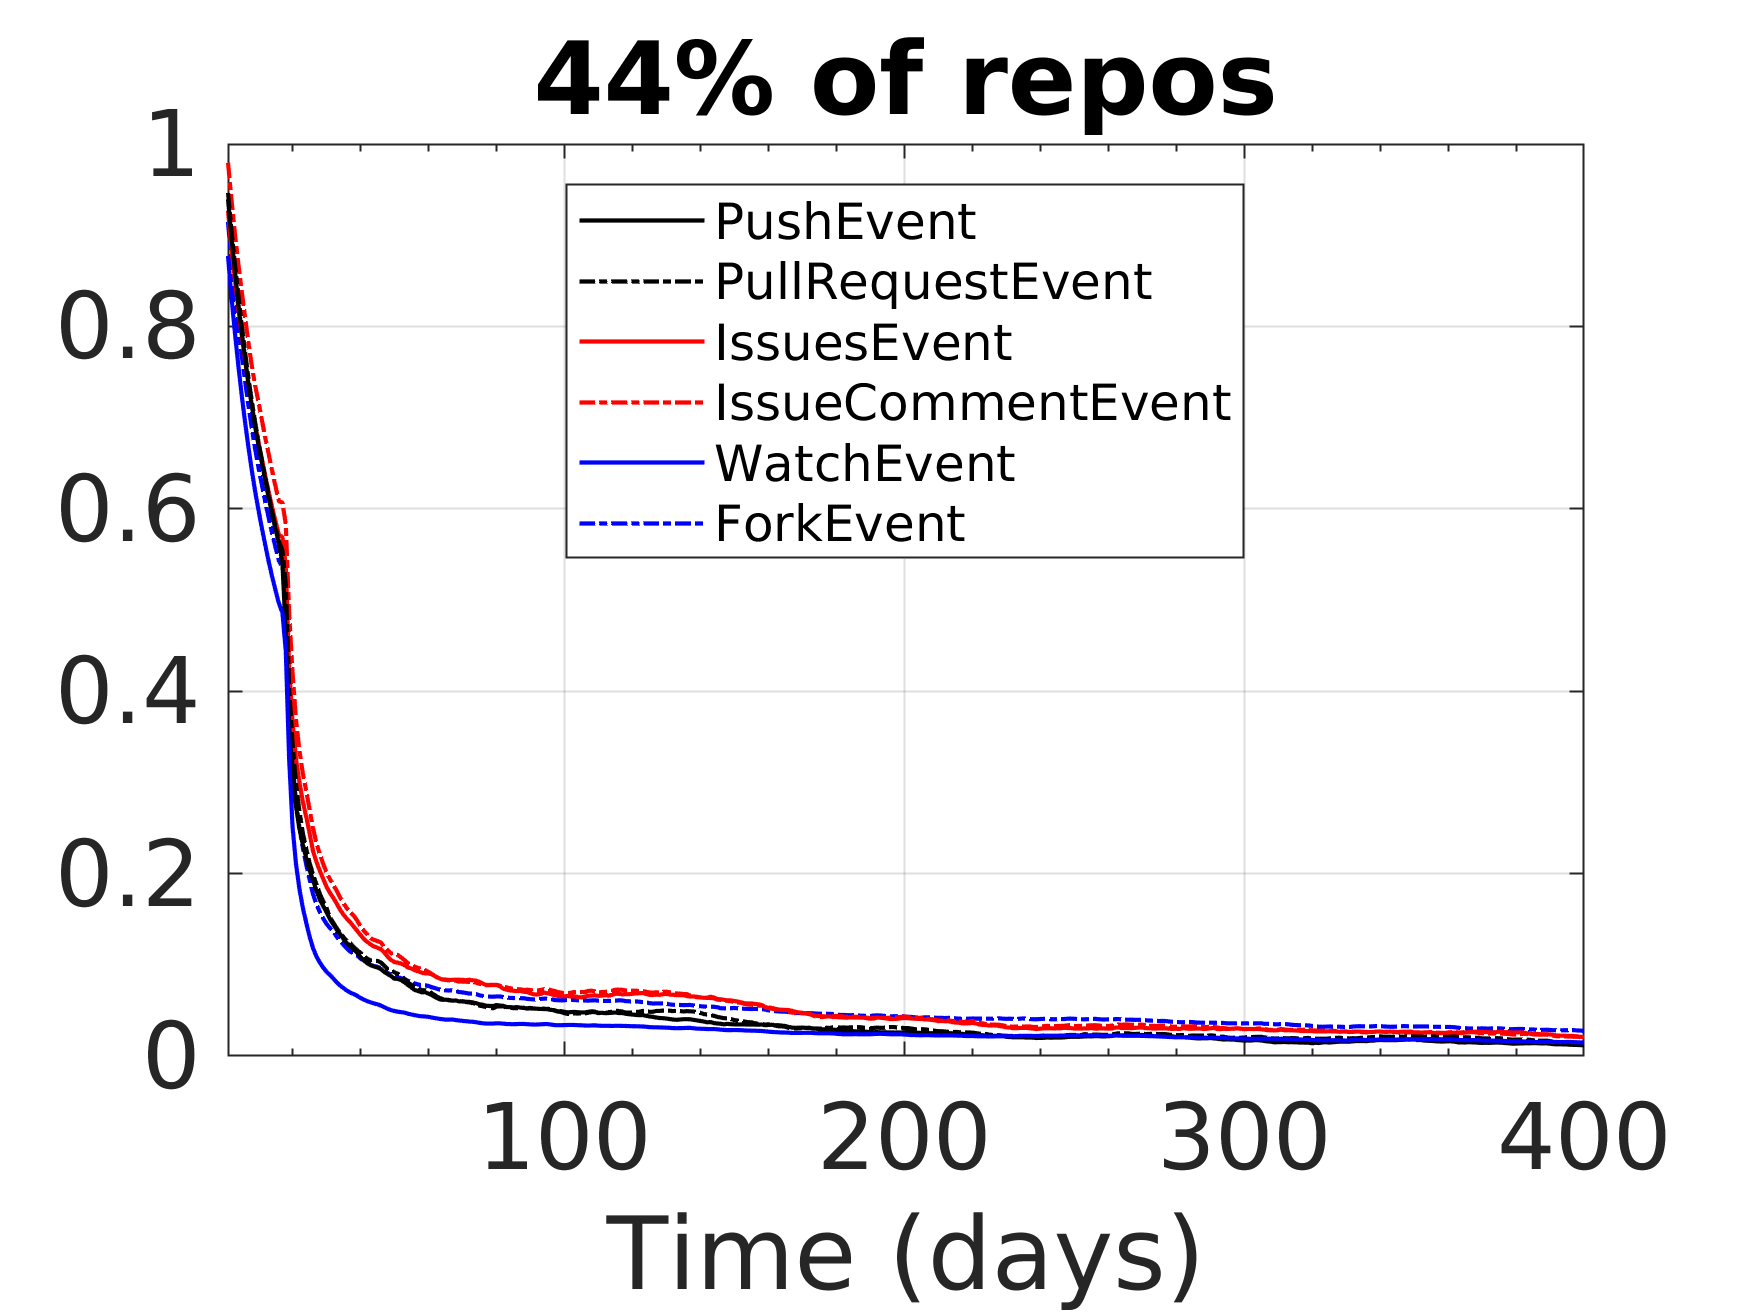 44% of repos
1
0.8
0.6
0.4
0.2
0
PushEvent
PullRequestEvent
IssuesEvent
IssueCommentEvent
WatchEvent
ForkEvent
100 200 300 400
Time (days)